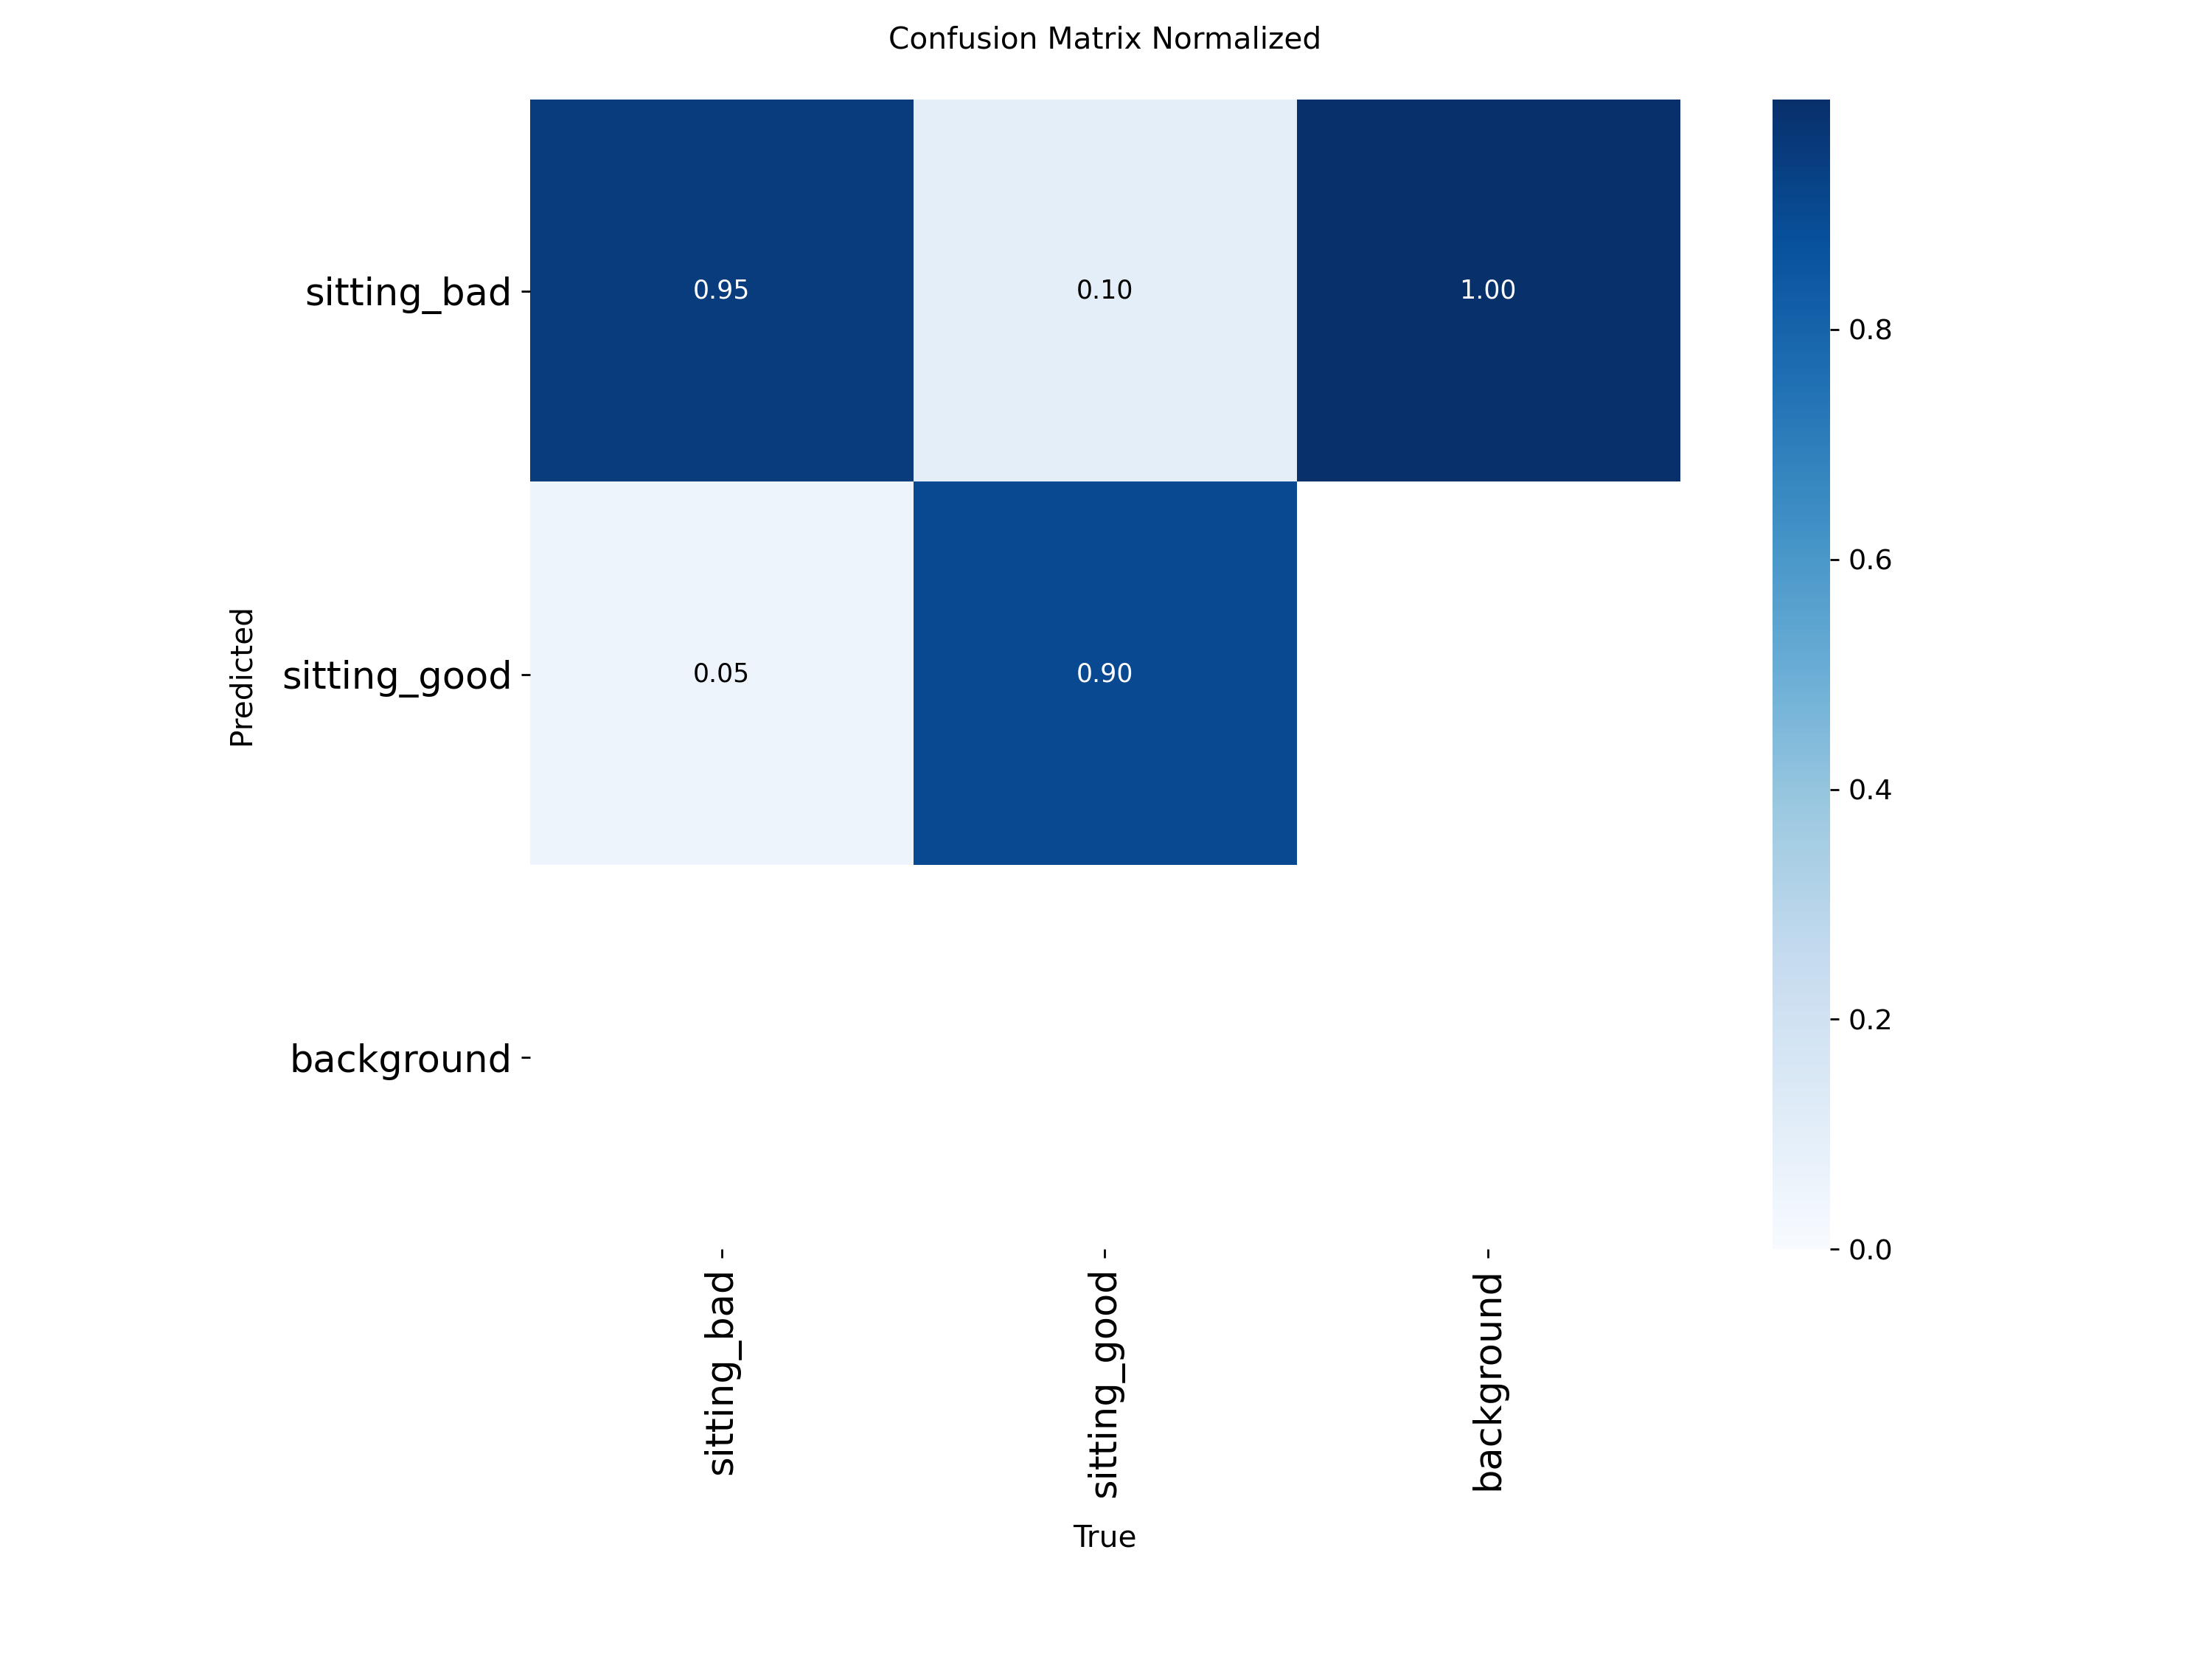 Confusion Matrix Normalized
sitting_bad
0.95
0.10
1.00
sitting_good
0.05
0.90
background
Predicted
sitting_bad
sitting_good
background
True
0.8
0.6
0.4
0.2
0.0